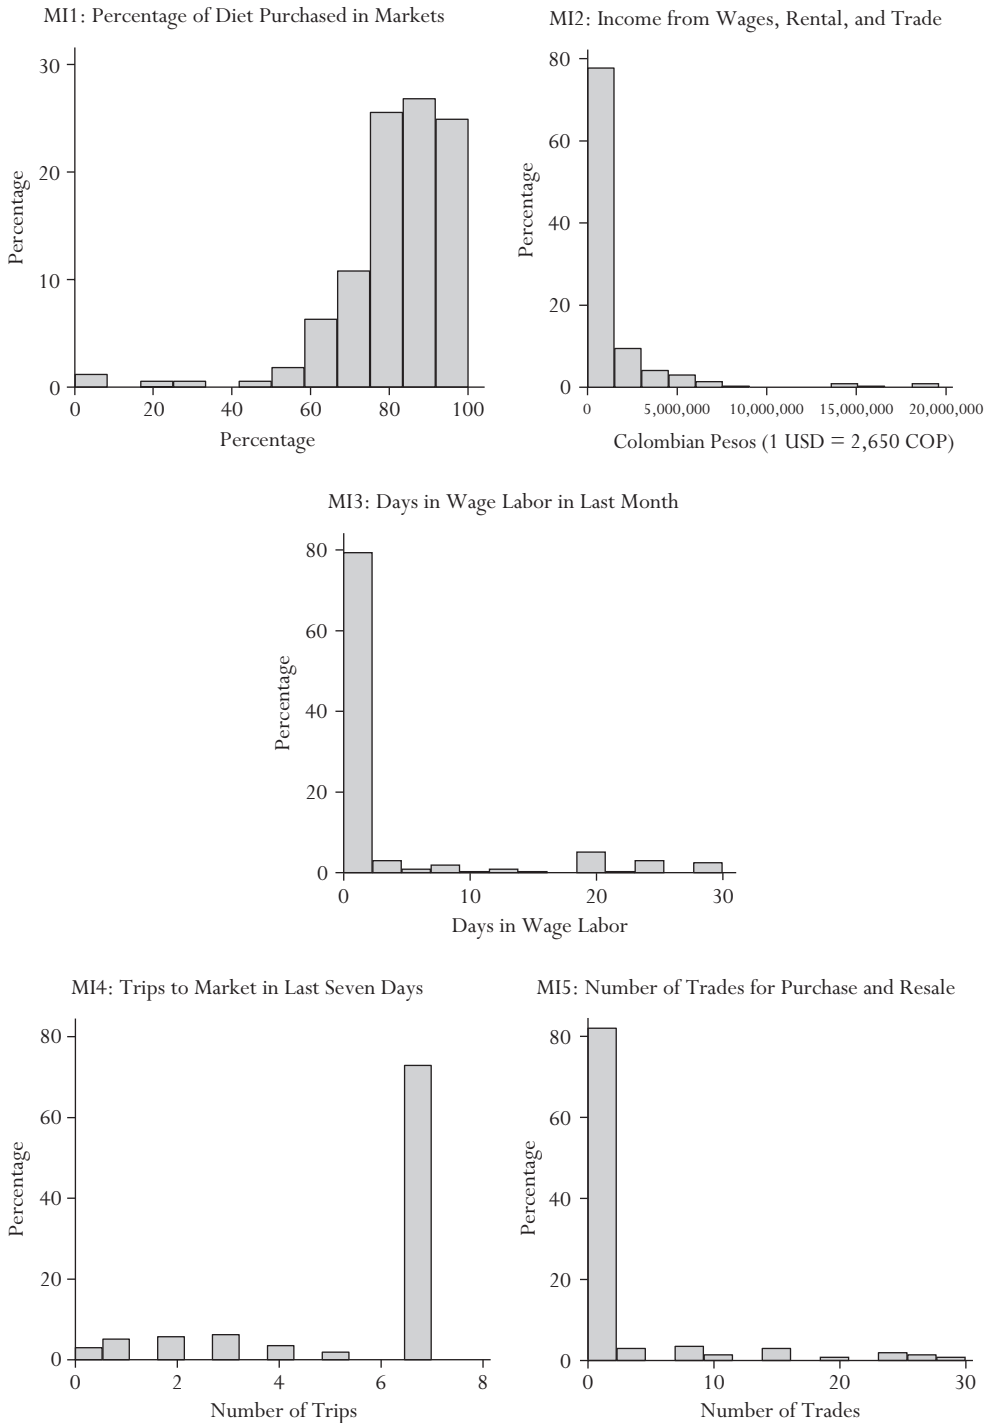 MI1: Percentage of Diet Purchased in Markets
Percentage
30
20
10
0
0 20 40 60 80 100
Percentage
MI2: Income from Wages, Rental, and Trade
Percentage
80
60
40
20
0
0 5,000,000 10,000,000 15,000,000 20,000,000
Colombian Pesos (1 USD = 2,650 COP)
MI3: Days in Wage Labor in Last Month
Percentage
80
60
40
20
0
0 10 20 30
Days in Wage Labor
MI4: Trips to Market in Last Seven Days
Percentage
80
60
40
20
0
0 2 4 6 8
Number of Trips
MI5: Number of Trades for Purchase and Resale
Percentage
80
60
40
20
0
0 10 20 30
Number of Trades